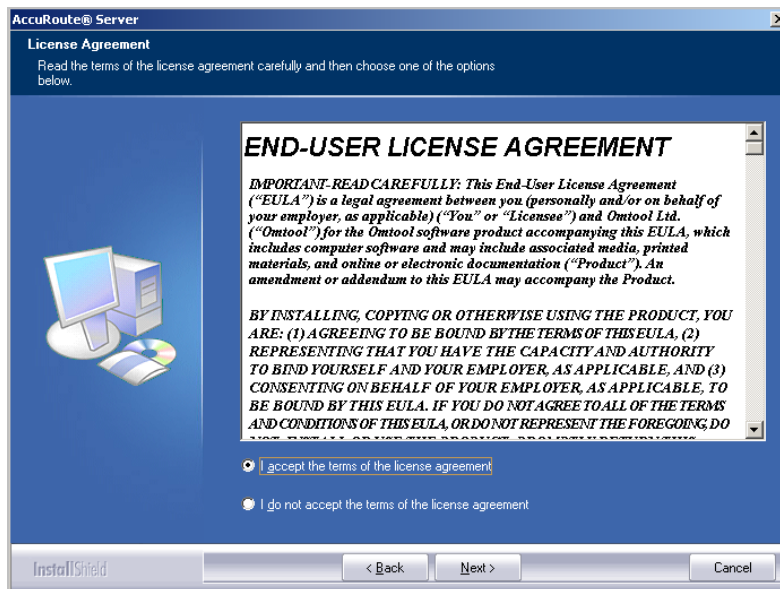 AccuRoute® Server
License Agreement
Read the terms of the license agreement carefully and then choose one of the options
below.
END-USER LICENSE AGREEMENT
IMPORTANT-READ CAREFULLY: This End-User License Agreement
(“EULA”) is a legal agreement between you (personally and/or on behalf of
your employer, as applicable) (“You” or “Licensee”) and Omtool Ltd.
(“Omtool”) for the Omtool software product accompanying this EULA, which
includes computer software and may include associated media, printed
materials, and online or electronic documentation (“Product”). An
amendment or addendum to this EULA may accompany the Product.
BY INSTALLING, COPYING OR OTHERWISE USING THE PRODUCT, YOU
ARE: (1) AGREEING TO BE BOUND BY THE TERMS OF THIS EULA, (2)
REPRESENTING THAT YOU HAVE THE CAPACITY AND AUTHORITY
TO BIND YOURSELF AND YOUR EMPLOYER, AS APPLICABLE, AND (3)
CONSENTING ON BEHALF OF YOUR EMPLOYER, AS APPLICABLE, TO
BE BOUND BY THIS EULA. IF YOU DO NOT AGREE TO ALL OF THE TERMS
AND CONDITIONS OF THIS EULA, OR DO NOT REPRESENT THE FOREGOING, DO
NOT INSTALL OR USE THE PRODUCT. PROMPTLY RETURN THIS
I accept the terms of the license agreement
I do not accept the terms of the license agreement
InstallShield
< Back
Next >
Cancel